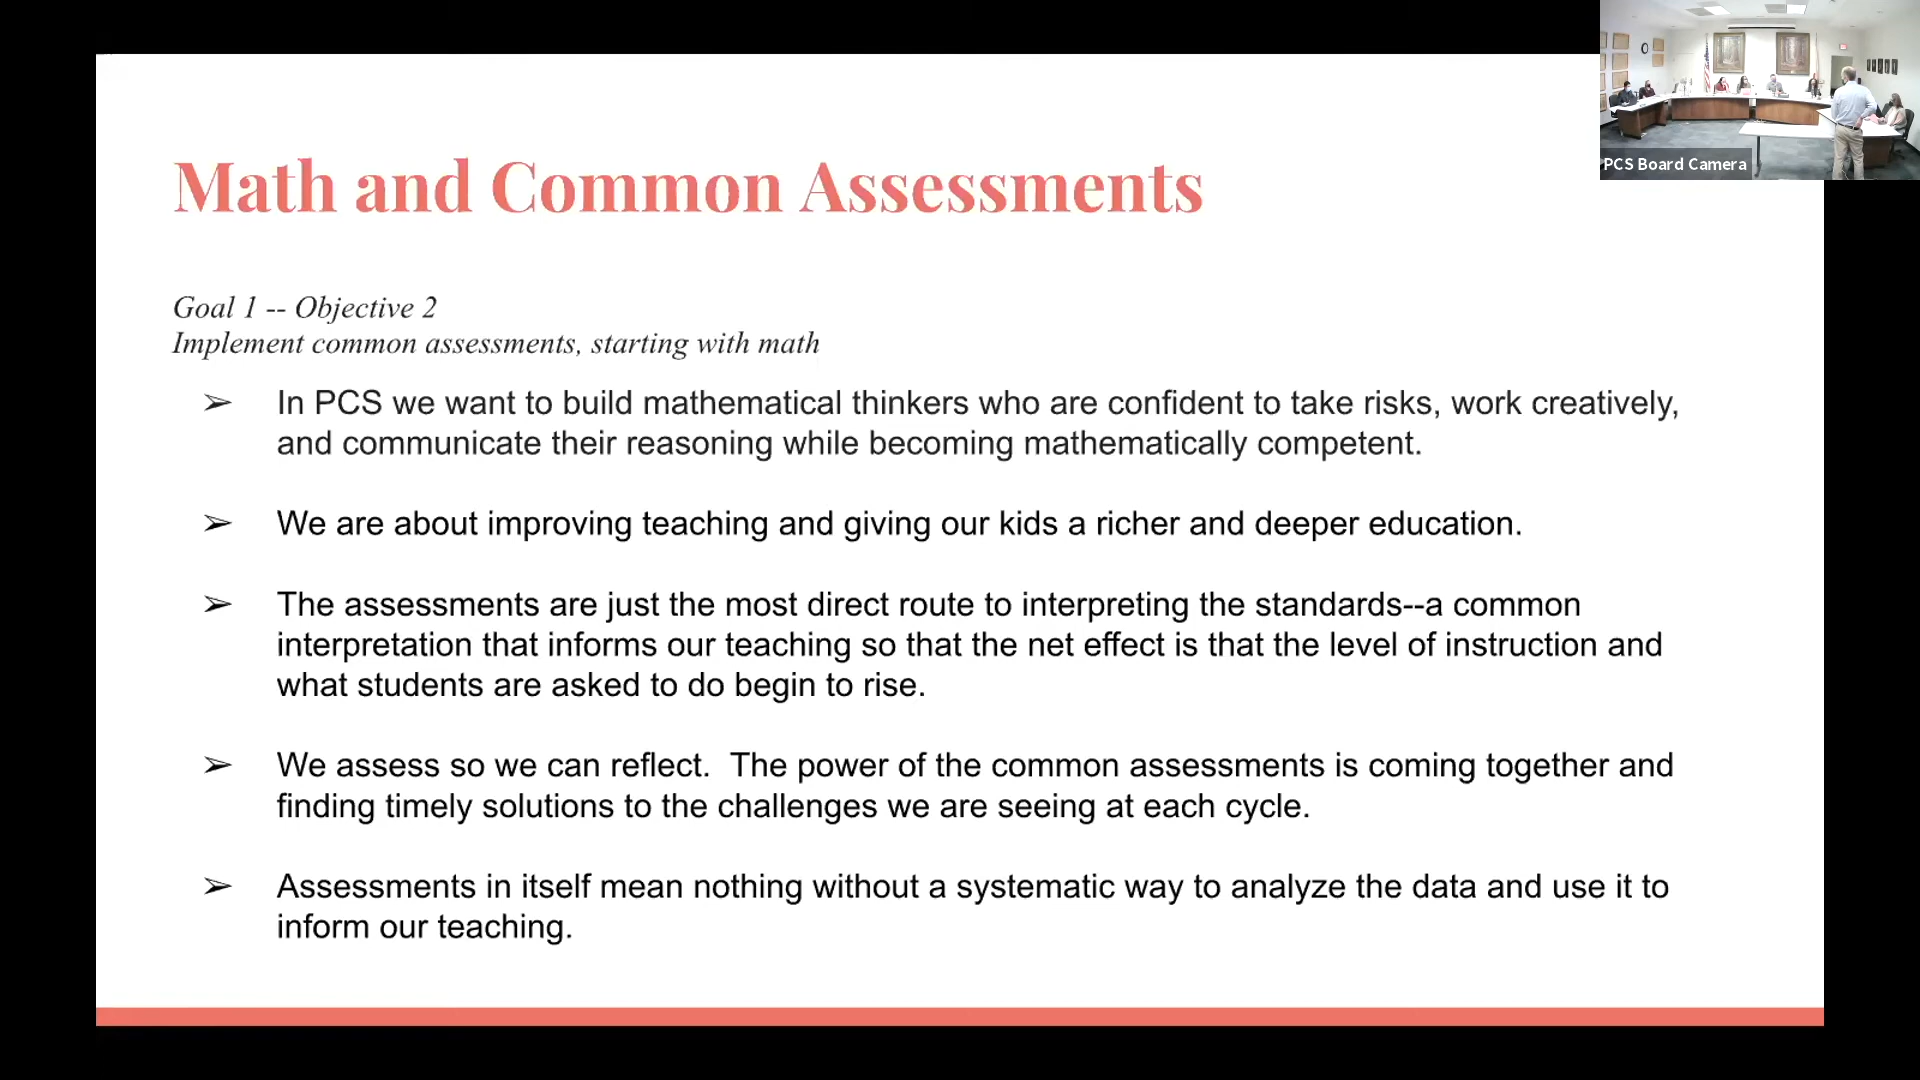 Math and Common Assessments
PCS Board Camera
Goal 1 -- Objective 2
Implement common assessments, starting with math
➢ In PCS we want to build mathematical thinkers who are confident to take risks, work creatively,
and communicate their reasoning while becoming mathematically competent.
➢ We are about improving teaching and giving our kids a richer and deeper education.
➢ The assessments are just the most direct route to interpreting the standards--a common
interpretation that informs our teaching so that the net effect is that the level of instruction and
what students are asked to do begin to rise.
➢ We assess so we can reflect.  The power of the common assessments is coming together and
finding timely solutions to the challenges we are seeing at each cycle.
➢ Assessments in itself mean nothing without a systematic way to analyze the data and use it to
inform our teaching.